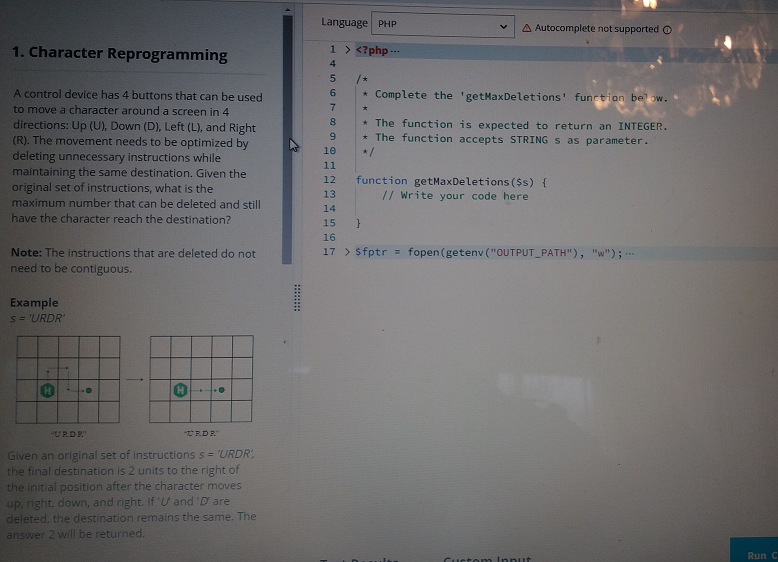 1. Character Reprogramming
A control device has 4 buttons that can be used
to move a character around a screen in 4
directions: Up (U), Down (D), Left (L), and Right
(R). The movement needs to be optimized by
deleting unnecessary instructions while
maintaining the same destination. Given the
original set of instructions, what is the
maximum number that can be deleted and still
have the character reach the destination?
Note: The instructions that are deleted do not
need to be contiguous.
Example
s = 'URDR'
H
H
"URDR"
"URDR"
Given an original set of instructions s = 'URDR',
the final destination is 2 units to the right of
the initial position after the character moves
up, right, down, and right. If 'U' and 'D' are
deleted, the destination remains the same. The
answer 2 will be returned.
Language PHP
Autocomplete not supported
1 > <?php ...
4
5 /*
6 * Complete the 'getMaxDeletions' function below.
7 *
8 * The function is expected to return an INTEGER.
9 * The function accepts STRING s as parameter.
10 */
11
12 function getMaxDeletions($s) {
13 // Write your code here
14
15 }
16
17 > $fptr = fopen(getenv("OUTPUT_PATH"), "w"); ...
Test Results
Custom Input
Run C